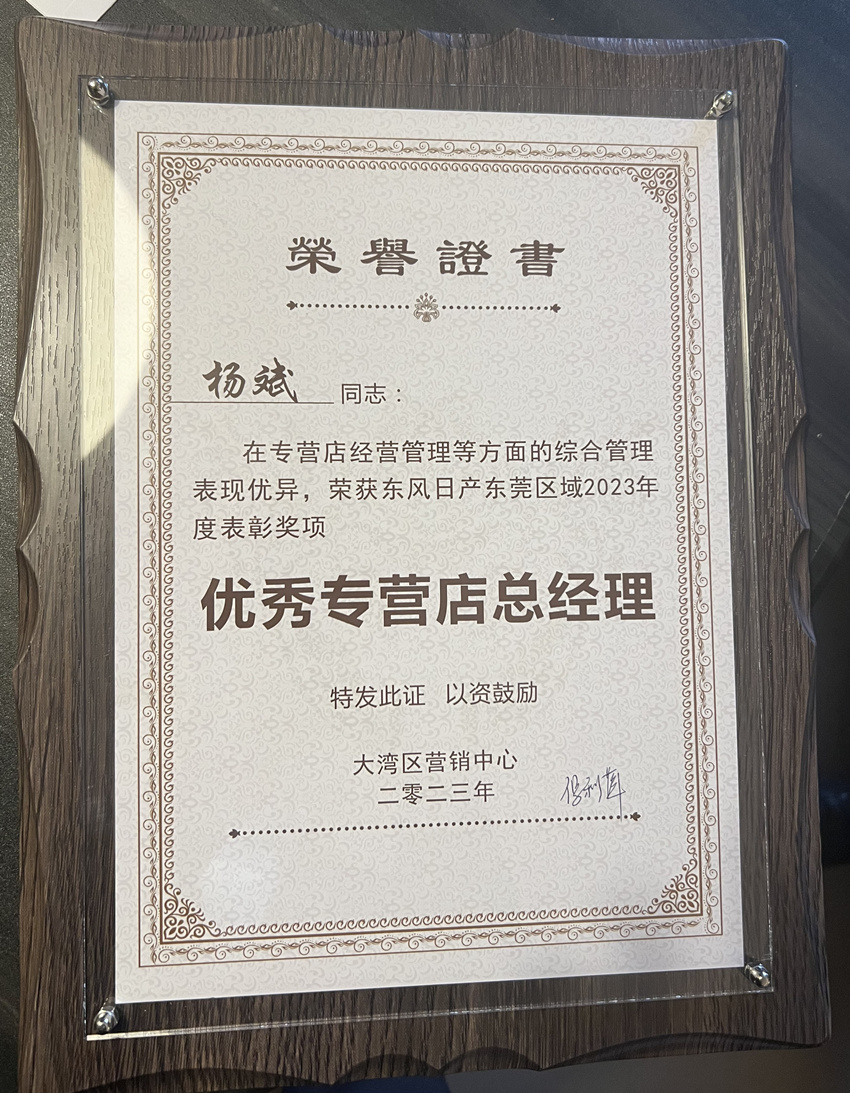 榮譽證書
杨斌 同志：
在专营店经营管理等方面的综合管理
表现优异，荣获东风日产东莞区域2023年
度表彰奖项
优秀专营店总经理
特发此证 以资鼓励
大湾区营销中心
二零二三年